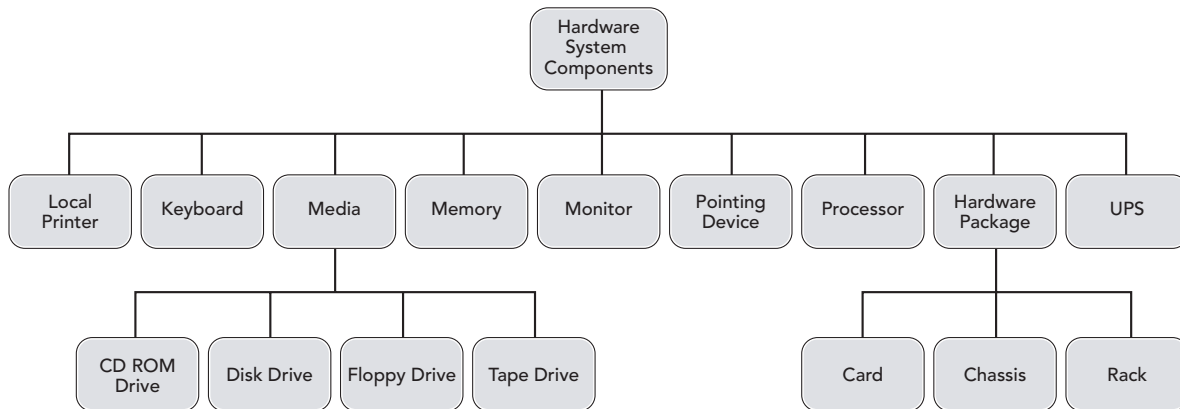 Hardware
System
Components
Local
Printer
Keyboard
Media
Memory
Monitor
Pointing
Device
Processor
Hardware
Package
UPS
CD ROM
Drive
Disk Drive
Floppy Drive
Tape Drive
Card
Chassis
Rack